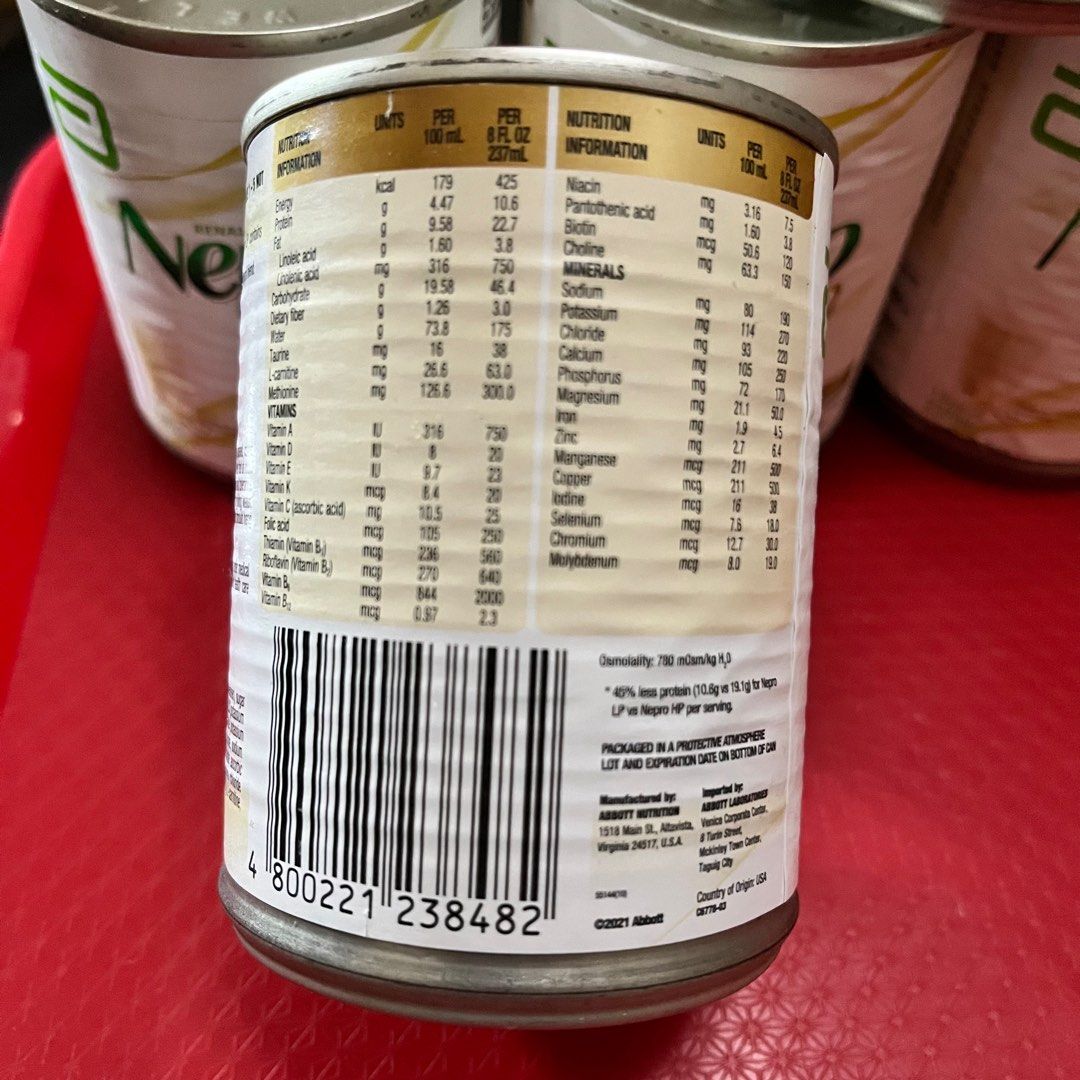 Ne
NUTRITION INFORMATION UNITS PER 100 mL PER 8 FL OZ 237mL
Energy kcal 179 425
Protein g 4.47 10.6
Fat g 9.58 22.7
Linoleic acid g 1.60 3.8
Linolenic acid mg 316 750
Carbohydrate g 19.58 46.4
Dietary fiber g 1.26 3.0
Water g 73.8 175
Taurine mg 16 38
L-carnitine mg 26.6 63.0
Methionine mg 126.6 300.0
VITAMINS
Vitamin A IU 316 750
Vitamin D IU 8 20
Vitamin E IU 9.7 23
Vitamin K mcg 8.4 20
Vitamin C (ascorbic acid) mg 10.5 25
Folic acid mcg 105 250
Thiamin (Vitamin B₁) mcg 236 560
Riboflavin (Vitamin B₂) mcg 270 640
Vitamin B₆ mcg 844 2000
Vitamin B₁₂ mcg 0.97 2.3
NUTRITION INFORMATION UNITS PER 100 mL PER 8 FL OZ 237mL
Niacin mg 3.16 7.5
Pantothenic acid mg 1.60 3.8
Biotin mcg 50.6 120
Choline mg 63.3 150
MINERALS
Sodium mg 80 190
Potassium mg 114 270
Chloride mg 93 220
Calcium mg 105 250
Phosphorus mg 72 170
Magnesium mg 21.1 50.0
Iron mg 1.9 4.5
Zinc mg 2.7 6.4
Manganese mcg 211 500
Copper mcg 211 500
Iodine mcg 16 38
Selenium mcg 7.6 18.0
Chromium mcg 12.7 30.0
Molybdenum mcg 8.0 19.0
4 800221 238482
Osmolality: 780 mOsm/kg H₂O
* 45% less protein (10.6g vs 19.1g) for Nepro
LP vs Nepro HP per serving.
PACKAGED IN A PROTECTIVE ATMOSPHERE
LOT AND EXPIRATION DATE ON BOTTOM OF CAN
Manufactured by:
ABBOTT NUTRITION
1518 Main St., Altavista,
Virginia 24517, U.S.A.
Imported by:
ABBOTT LABORATORIES
Venice Corporate Center,
8 Turin Street,
Mckinley Town Center,
Taguig City
©2021 Abbott
Country of Origin: USA
C6778-03